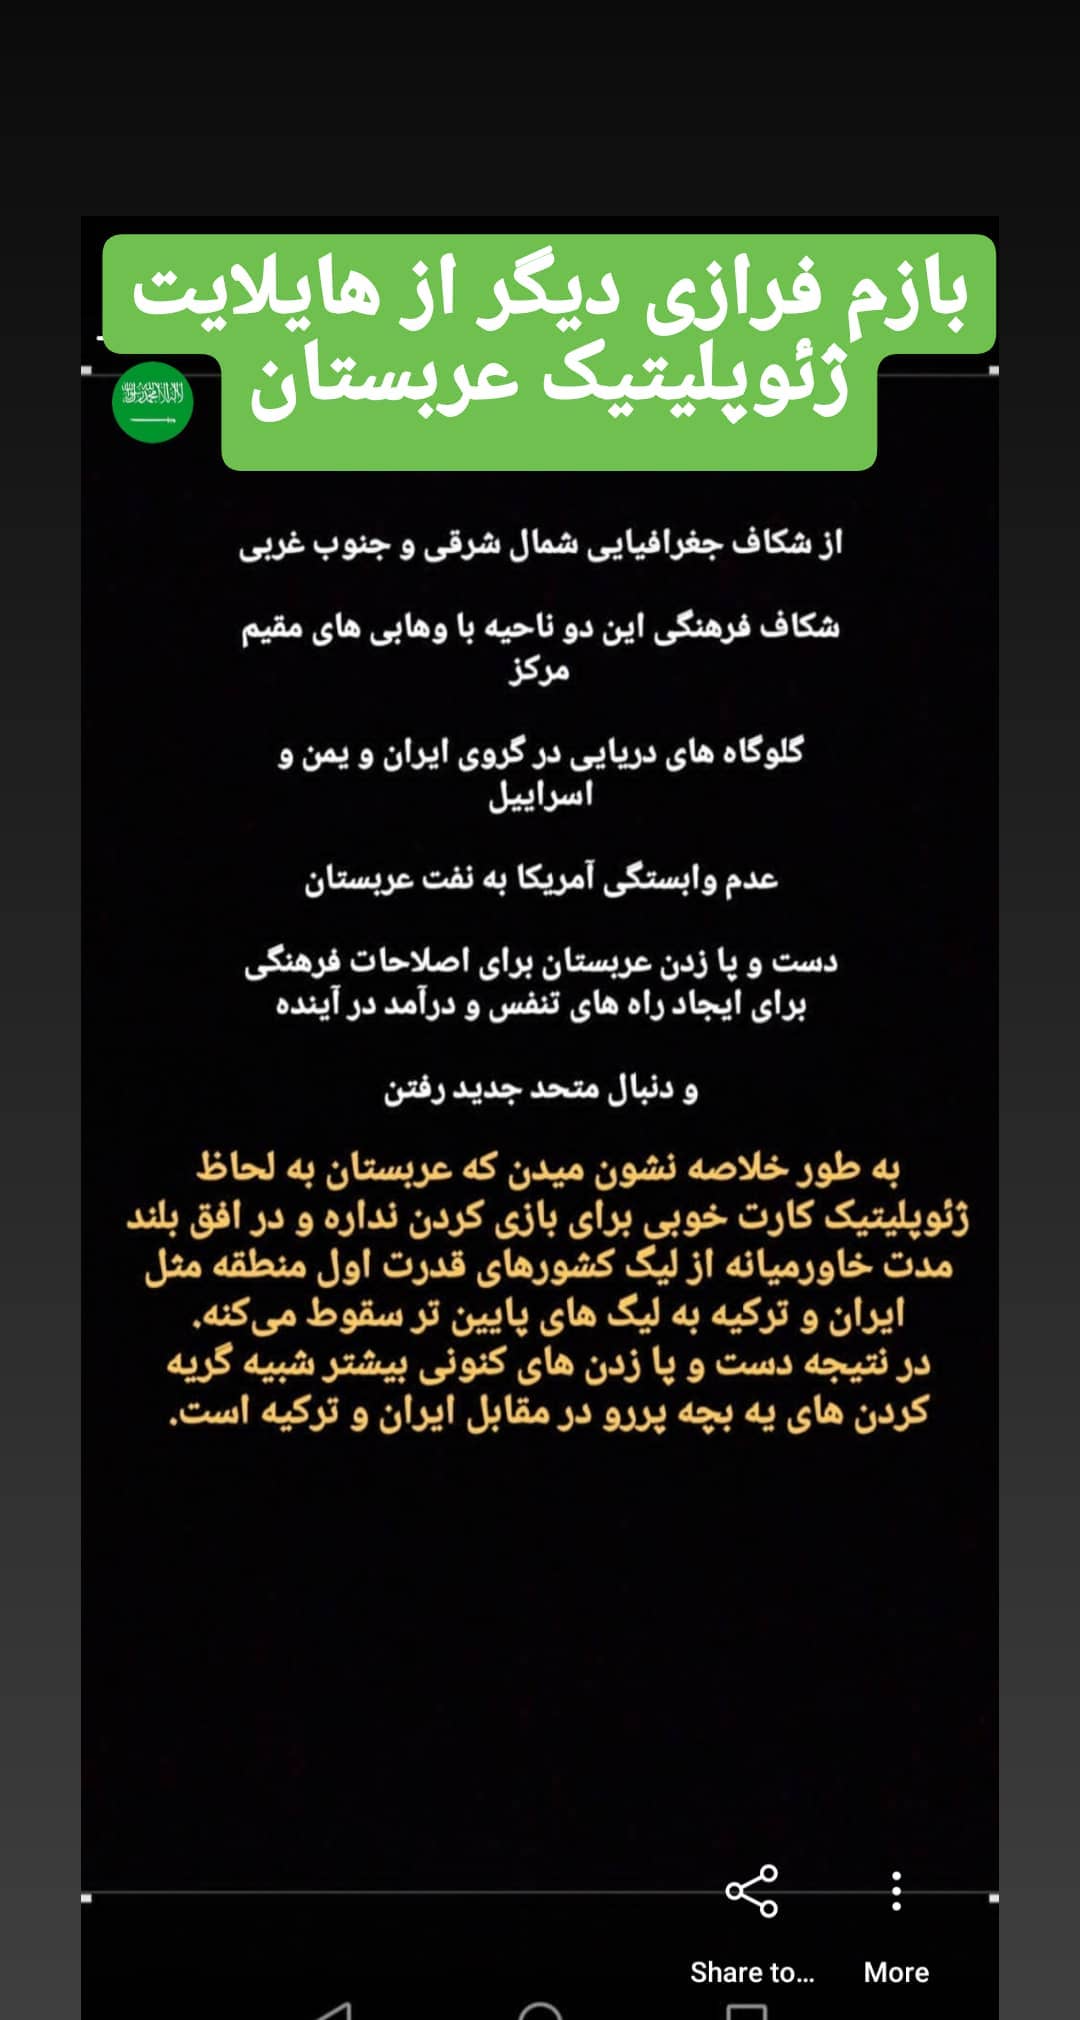 بازم فرازی دیگر از هایلایت
ژئوپلیتیک عربستان
از شکاف جغرافیایی شمال شرقی و جنوب غربی
شکاف فرهنگی این دو ناحیه با وهابی های مقیم
مرکز
گلوگاه های دریایی در گروی ایران و یمن و
اسراییل
عدم وابستگی آمریکا به نفت عربستان
دست و پا زدن عربستان برای اصلاحات فرهنگی
برای ایجاد راه های تنفس و درآمد در آینده
و دنبال متحد جدید رفتن
به طور خلاصه نشون میدن که عربستان به لحاظ
ژئوپلیتیک کارت خوبی برای بازی کردن نداره و در افق بلند
مدت خاورمیانه از لیگ کشورهای قدرت اول منطقه مثل
ایران و ترکیه به لیگ های پایین تر سقوط می‌کنه.
در نتیجه دست و پا زدن های کنونی بیشتر شبیه گریه
کردن های یه بچه پررو در مقابل ایران و ترکیه است.
Share to... More